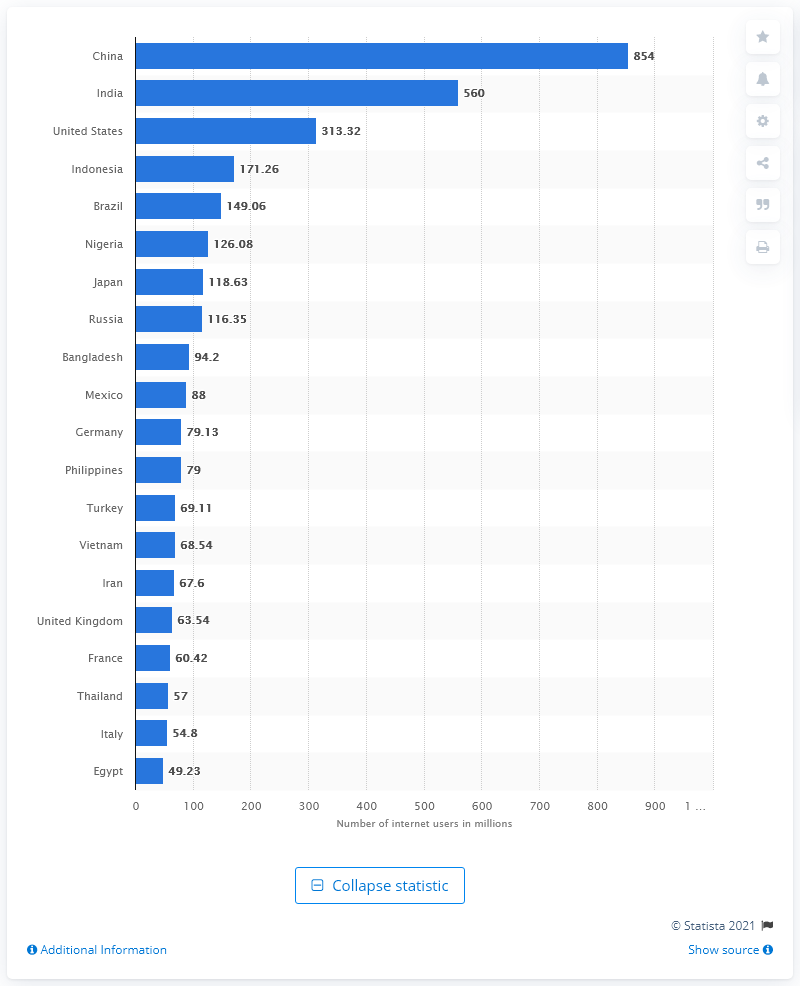 China 854
India 560
United States 313.32
Indonesia 171.26
Brazil 149.06
Nigeria 126.08
Japan 118.63
Russia 116.35
Bangladesh 94.2
Mexico 88
Germany 79.13
Philippines 79
Turkey 69.11
Vietnam 68.54
Iran 67.6
United Kingdom 63.54
France 60.42
Thailand 57
Italy 54.8
Egypt 49.23
0 100 200 300 400 500 600 700 800 900 1 ...
Number of internet users in millions
Collapse statistic
© Statista 2021
Additional Information Show source